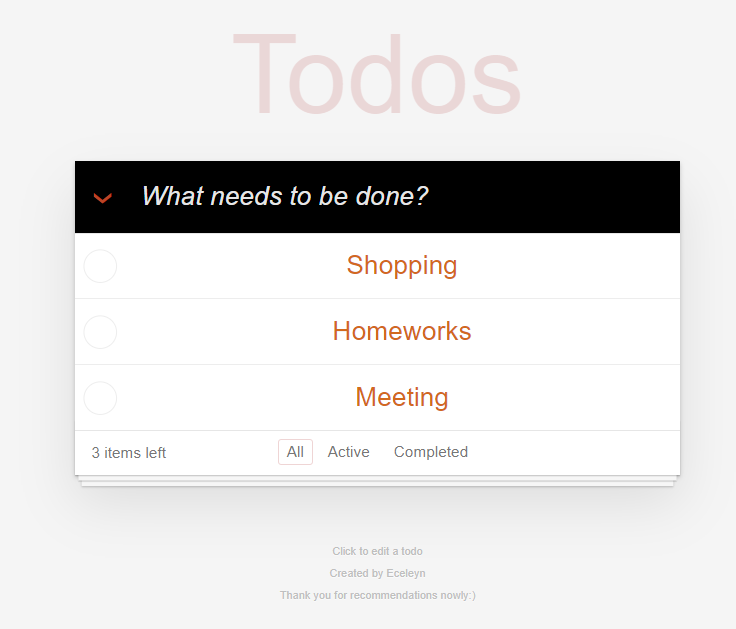 Todos
What needs to be done?
Shopping
Homeworks
Meeting
3 items left All Active Completed
Click to edit a todo
Created by Eceleyn
Thank you for recommendations nowly:)